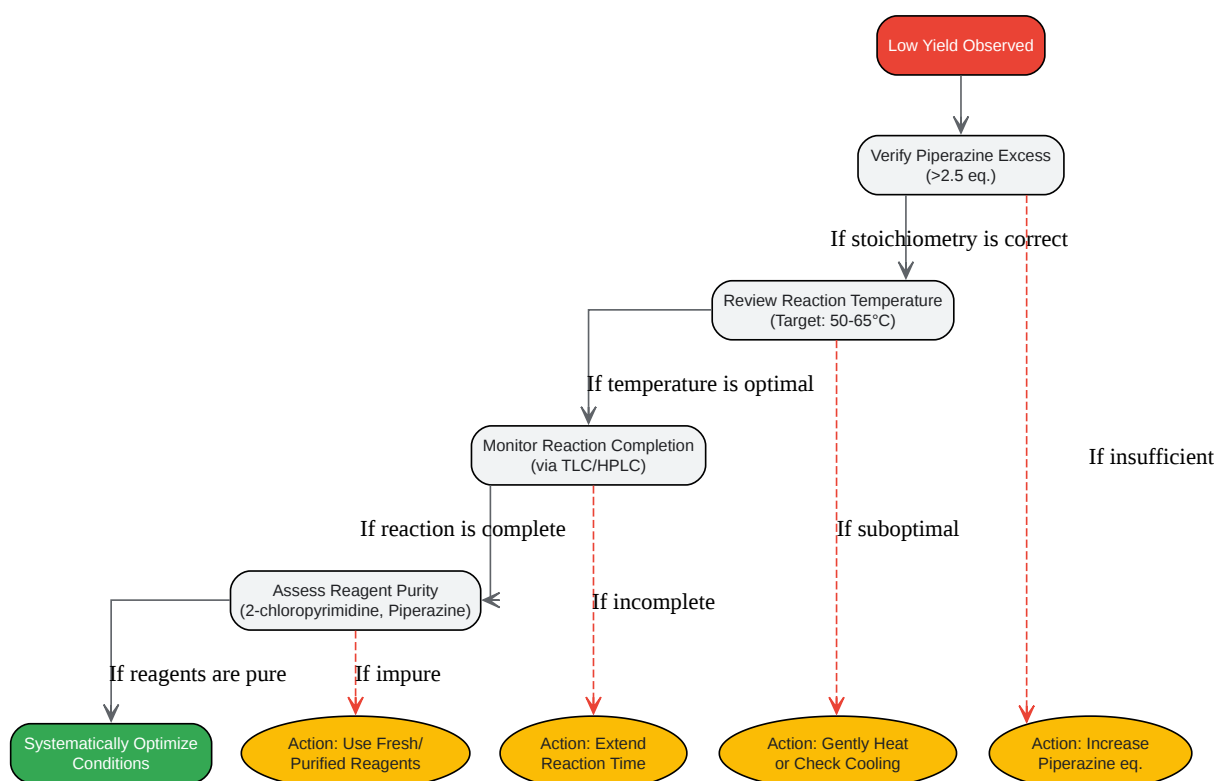 Low Yield Observed
Verify Piperazine Excess
(>2.5 eq.)
If stoichiometry is correct
Review Reaction Temperature
(Target: 50-65°C)
If temperature is optimal
Monitor Reaction Completion
(via TLC/HPLC)
If insufficient
If reaction is complete
If suboptimal
Assess Reagent Purity
(2-chloropyrimidine, Piperazine)
If incomplete
If reagents are pure
If impure
Systematically Optimize
Conditions
Action: Use Fresh/
Purified Reagents
Action: Extend
Reaction Time
Action: Gently Heat
or Check Cooling
Action: Increase
Piperazine eq.